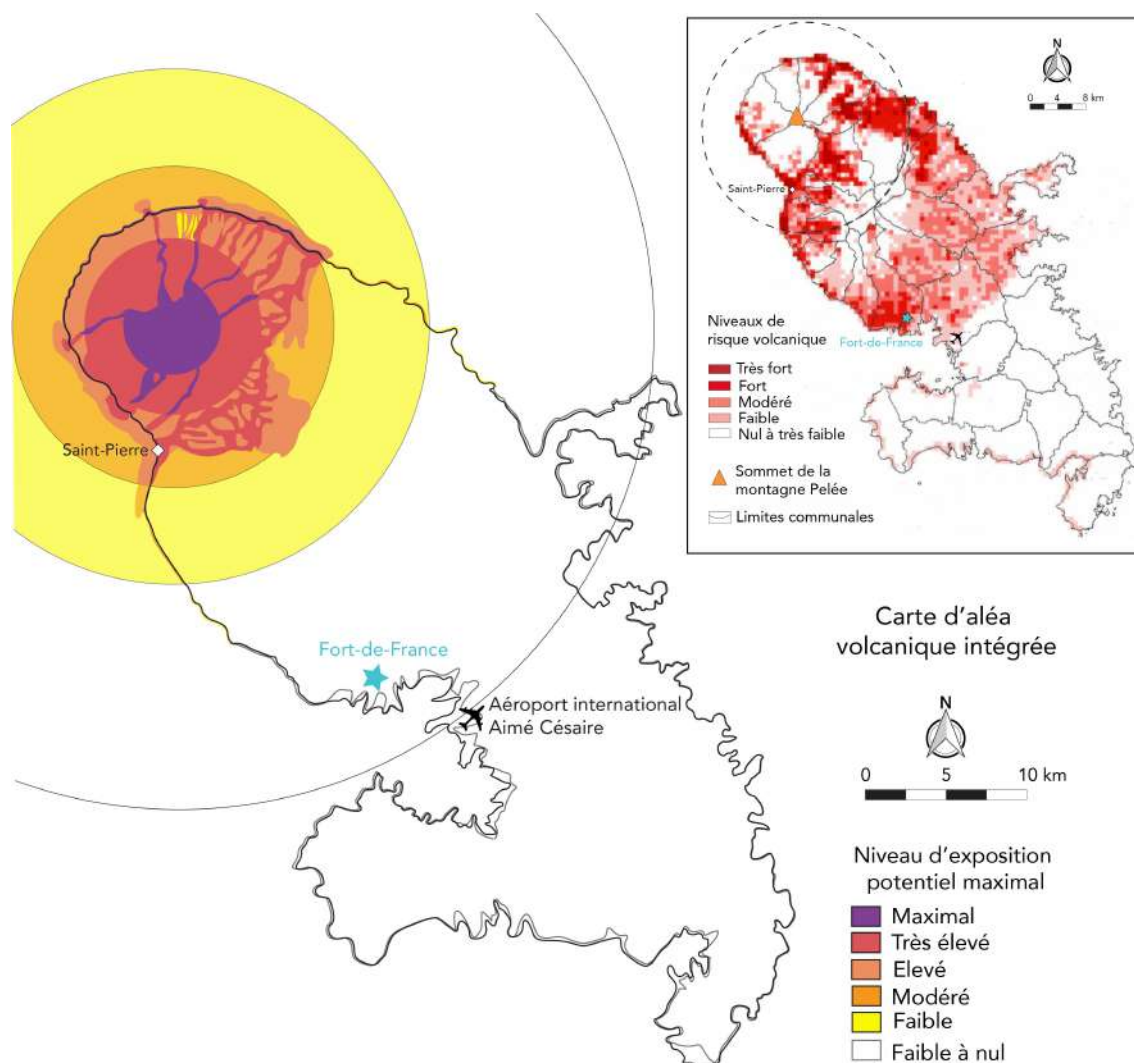 N
0 4 8 km
Saint-Pierre
Niveaux de
risque volcanique
Fort-de-France
Très fort
Fort
Modéré
Faible
Nul à très faible
Sommet de la
montagne Pelée
Limites communales
Saint-Pierre
Fort-de-France
Aéroport international
Aimé Césaire
Carte d'aléa
volcanique intégrée
N
0 5 10 km
Niveau d'exposition
potentiel maximal
Maximal
Très élevé
Elevé
Modéré
Faible
Faible à nul